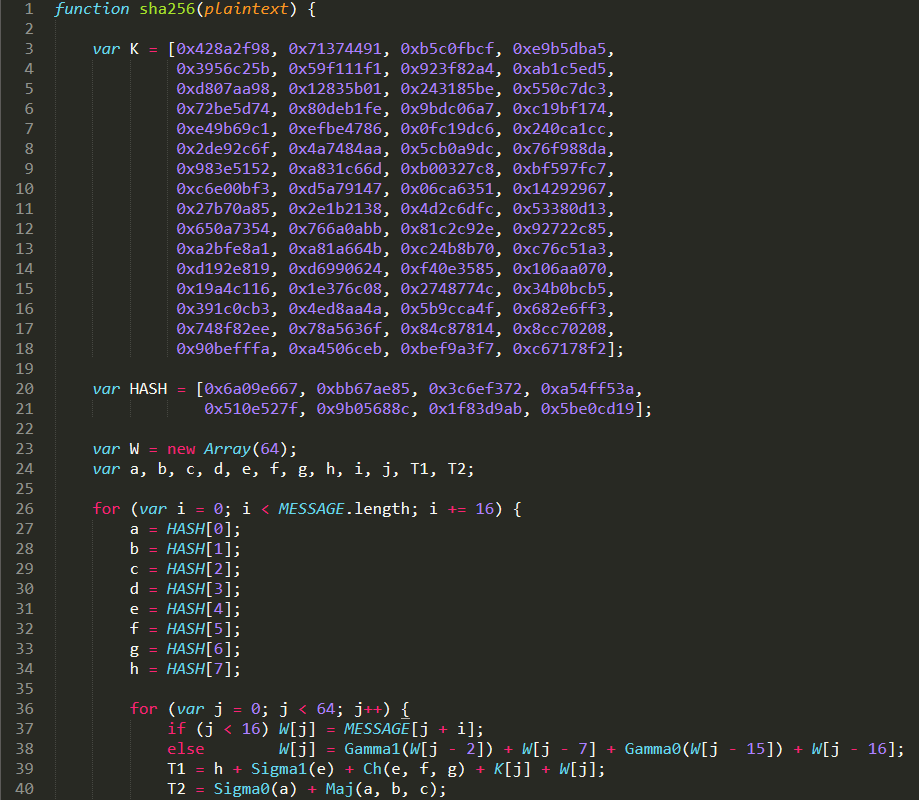 1 function sha256(plaintext) {
2
3 var K = [0x428a2f98, 0x71374491, 0xb5c0fbcf, 0xe9b5dba5,
4 0x3956c25b, 0x59f111f1, 0x923f82a4, 0xab1c5ed5,
5 0xd807aa98, 0x12835b01, 0x243185be, 0x550c7dc3,
6 0x72be5d74, 0x80deb1fe, 0x9bdc06a7, 0xc19bf174,
7 0xe49b69c1, 0xefbe4786, 0x0fc19dc6, 0x240ca1cc,
8 0x2de92c6f, 0x4a7484aa, 0x5cb0a9dc, 0x76f988da,
9 0x983e5152, 0xa831c66d, 0xb00327c8, 0xbf597fc7,
10 0xc6e00bf3, 0xd5a79147, 0x06ca6351, 0x14292967,
11 0x27b70a85, 0x2e1b2138, 0x4d2c6dfc, 0x53380d13,
12 0x650a7354, 0x766a0abb, 0x81c2c92e, 0x92722c85,
13 0xa2bfe8a1, 0xa81a664b, 0xc24b8b70, 0xc76c51a3,
14 0xd192e819, 0xd6990624, 0xf40e3585, 0x106aa070,
15 0x19a4c116, 0x1e376c08, 0x2748774c, 0x34b0bcb5,
16 0x391c0cb3, 0x4ed8aa4a, 0x5b9cca4f, 0x682e6ff3,
17 0x748f82ee, 0x78a5636f, 0x84c87814, 0x8cc70208,
18 0x90befffa, 0xa4506ceb, 0xbef9a3f7, 0xc67178f2];
19
20 var HASH = [0x6a09e667, 0xbb67ae85, 0x3c6ef372, 0xa54ff53a,
21 0x510e527f, 0x9b05688c, 0x1f83d9ab, 0x5be0cd19];
22
23 var W = new Array(64);
24 var a, b, c, d, e, f, g, h, i, j, T1, T2;
25
26 for (var i = 0; i < MESSAGE.length; i += 16) {
27 a = HASH[0];
28 b = HASH[1];
29 c = HASH[2];
30 d = HASH[3];
31 e = HASH[4];
32 f = HASH[5];
33 g = HASH[6];
34 h = HASH[7];
35
36 for (var j = 0; j < 64; j++) {
37 if (j < 16) W[j] = MESSAGE[j + i];
38 else W[j] = Gamma1(W[j - 2]) + W[j - 7] + Gamma0(W[j - 15]) + W[j - 16];
39 T1 = h + Sigma1(e) + Ch(e, f, g) + K[j] + W[j];
40 T2 = Sigma0(a) + Maj(a, b, c);